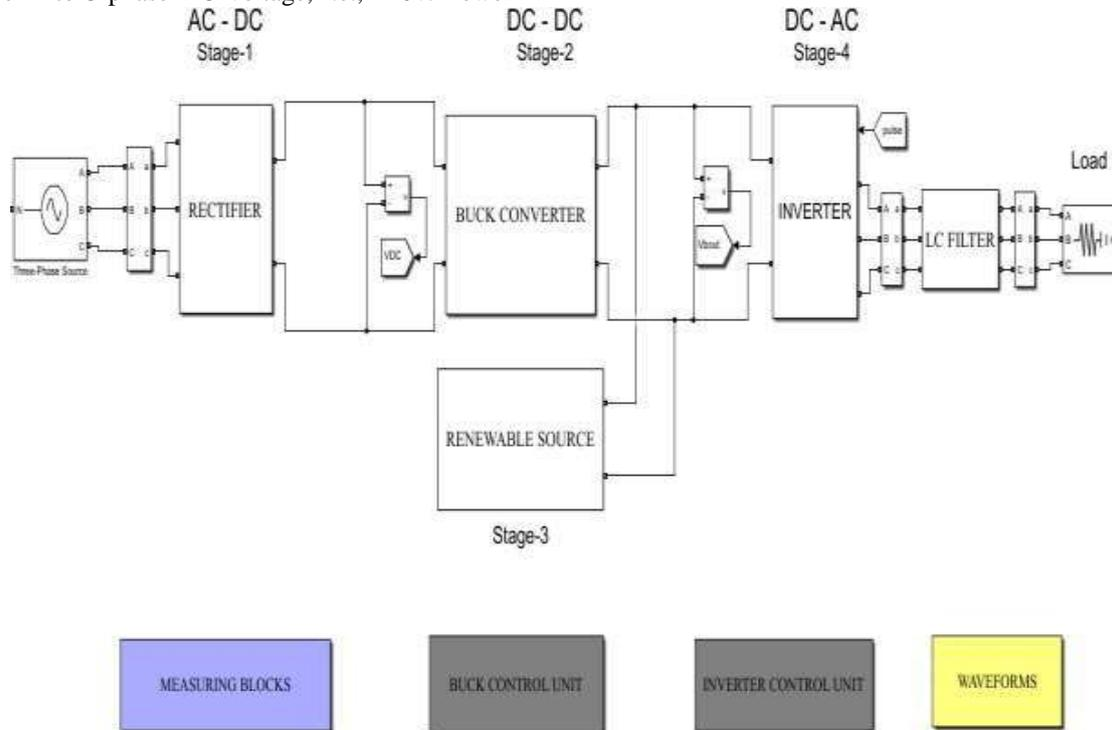 AC - DC
Stage-1
DC - DC
Stage-2
DC - AC
Stage-4
Load
pulse
RECTIFIER
BUCK CONVERTER
INVERTER
LC FILTER
A
B
C
N
A
B
C
a
b
c
VDC
Vbout
A
B
C
a
b
c
A
B
C
a
b
c
A
B
C
Three-Phase Source
RENEWABLE SOURCE
Stage-3
MEASURING BLOCKS
BUCK CONTROL UNIT
INVERTER CONTROL UNIT
WAVEFORMS